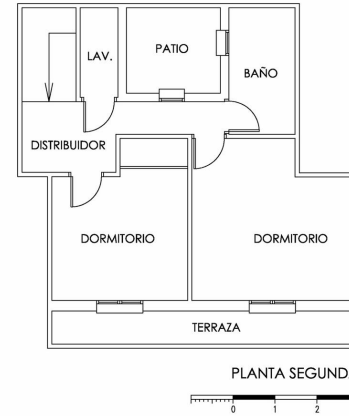 LAV.
PATIO
BAÑO
DISTRIBUIDOR
DORMITORIO
DORMITORIO
TERRAZA
PLANTA SEGUND
0 1 2